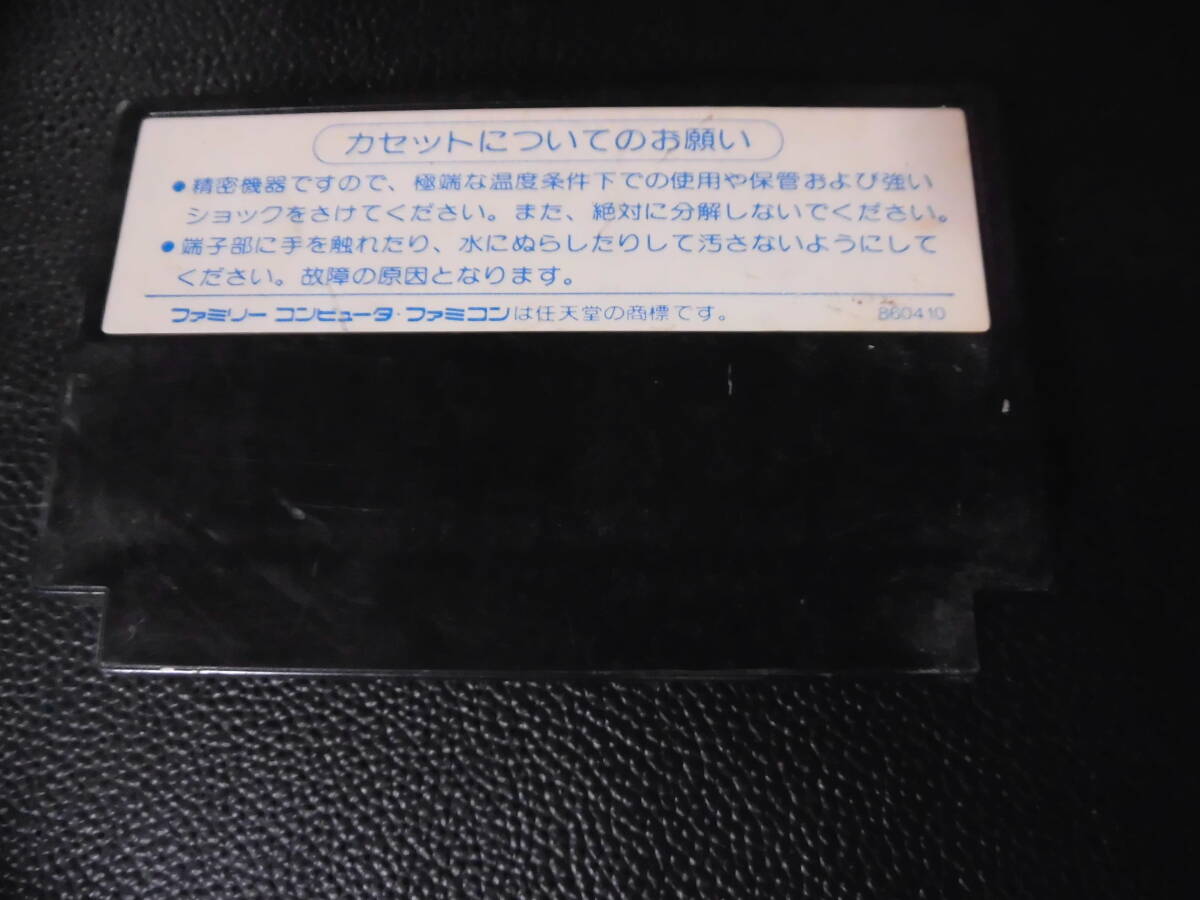 カセットについてのお願い
●精密機器ですので、極端な温度条件下での使用や保管および強い
ショックをさけてください。また、絶対に分解しないでください。
●端子部に手を触れたり、水にぬらしたりして汚さないようにして
ください。故障の原因となります。
ファミリー コンピュータ・ファミコンは任天堂の商標です。 860410